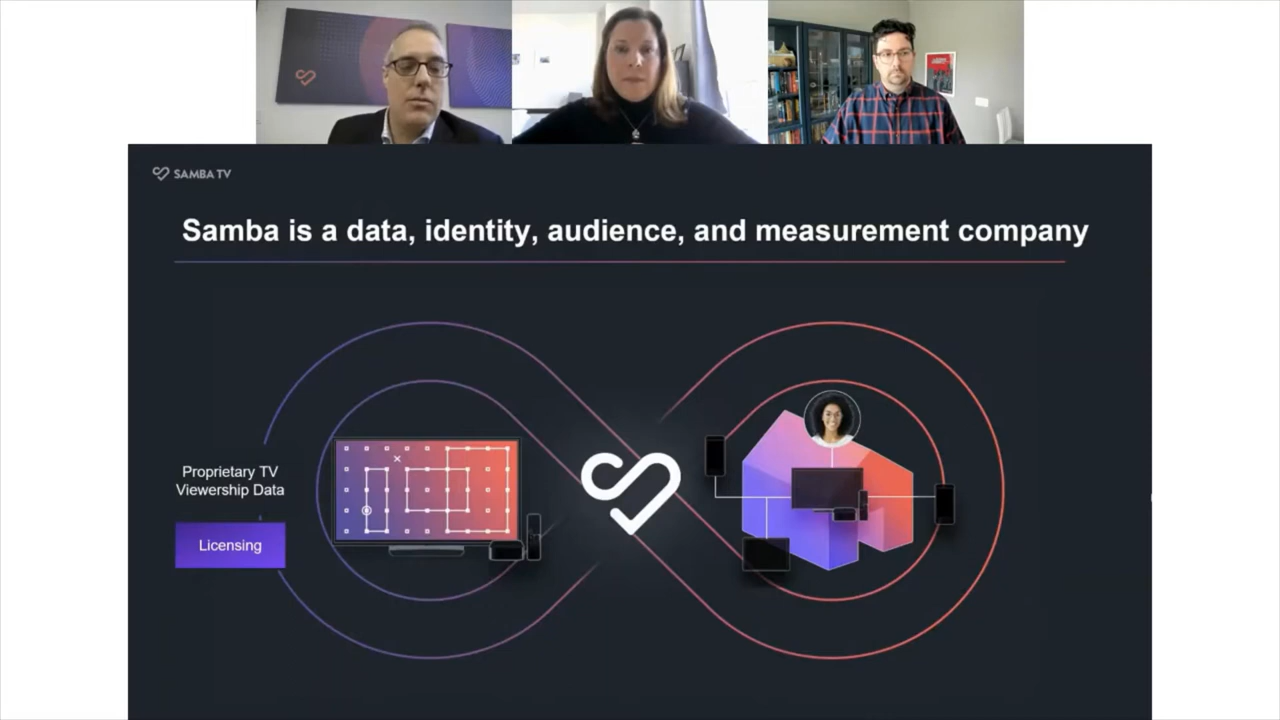 SAMBA TV
Samba is a data, identity, audience, and measurement company
Proprietary TV
Viewership Data
Licensing